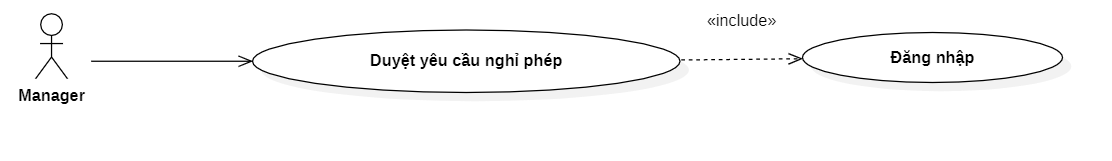 «include»
Duyệt yêu cầu nghỉ phép
Đăng nhập
Manager